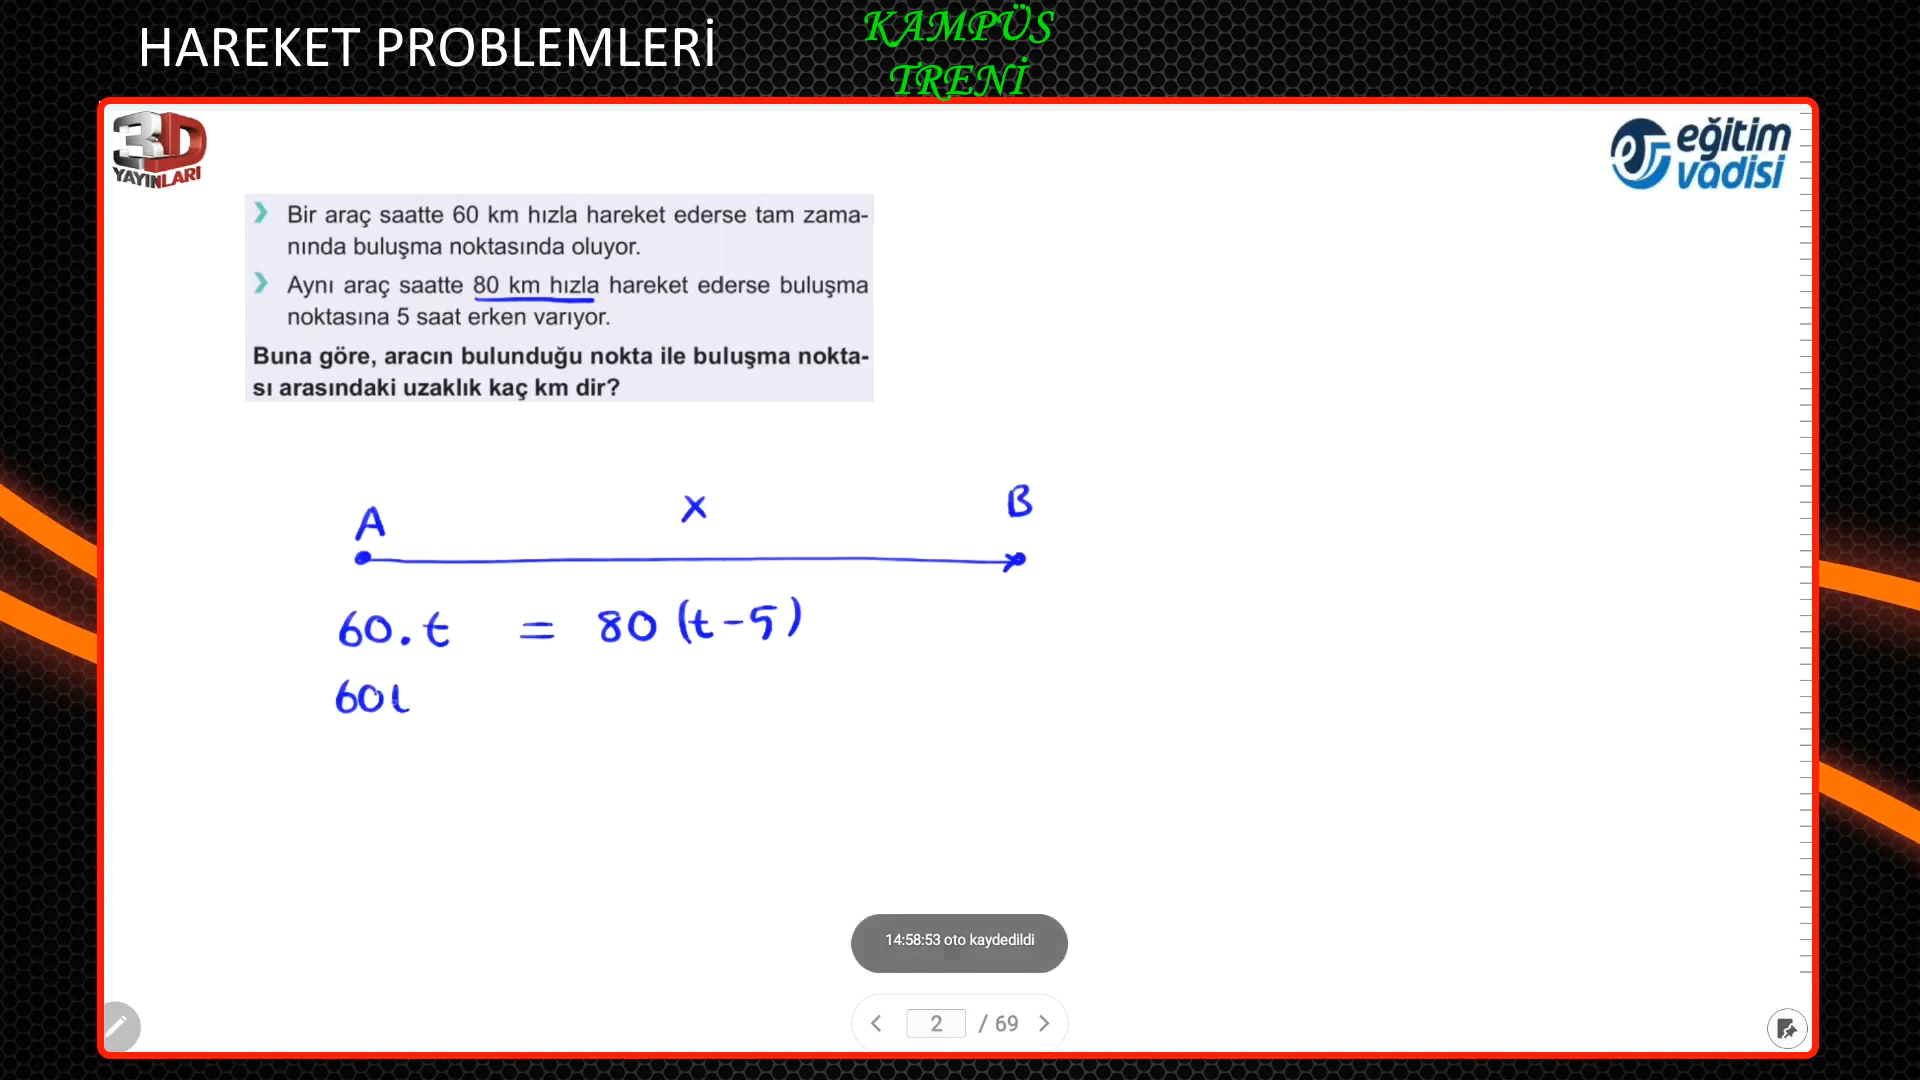 HAREKET PROBLEMLERİ
KAMPÜS
TRENİ
3D
YAYINLARI
eğitim
vadisi
Bir araç saatte 60 km hızla hareket ederse tam zama-
nında buluşma noktasında oluyor.
Aynı araç saatte 80 km hızla hareket ederse buluşma
noktasına 5 saat erken varıyor.
Buna göre, aracın bulunduğu nokta ile buluşma nokta-
sı arasındaki uzaklık kaç km dir?
A x B
60.t = 80 (t-5)
60t
14:58:53 oto kaydedildi
2 / 69